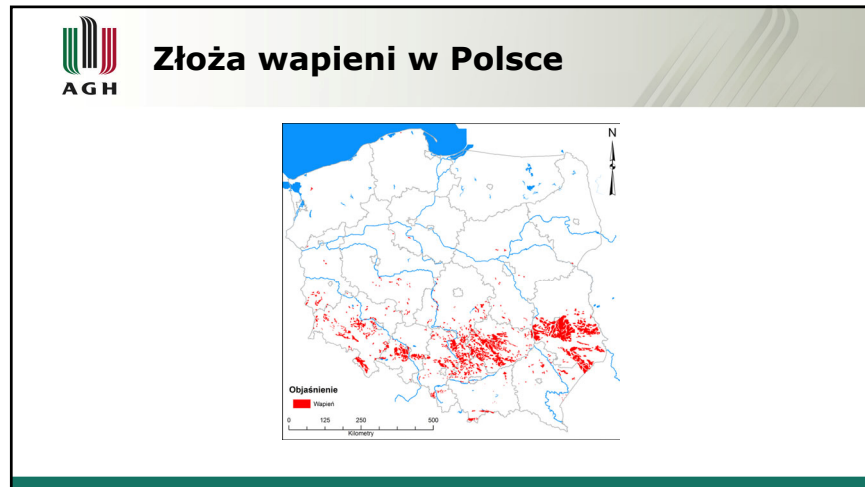 AGH
Złoża wapieni w Polsce
N
Objaśnienie
Wapień
0 125 250 500
Kilometry